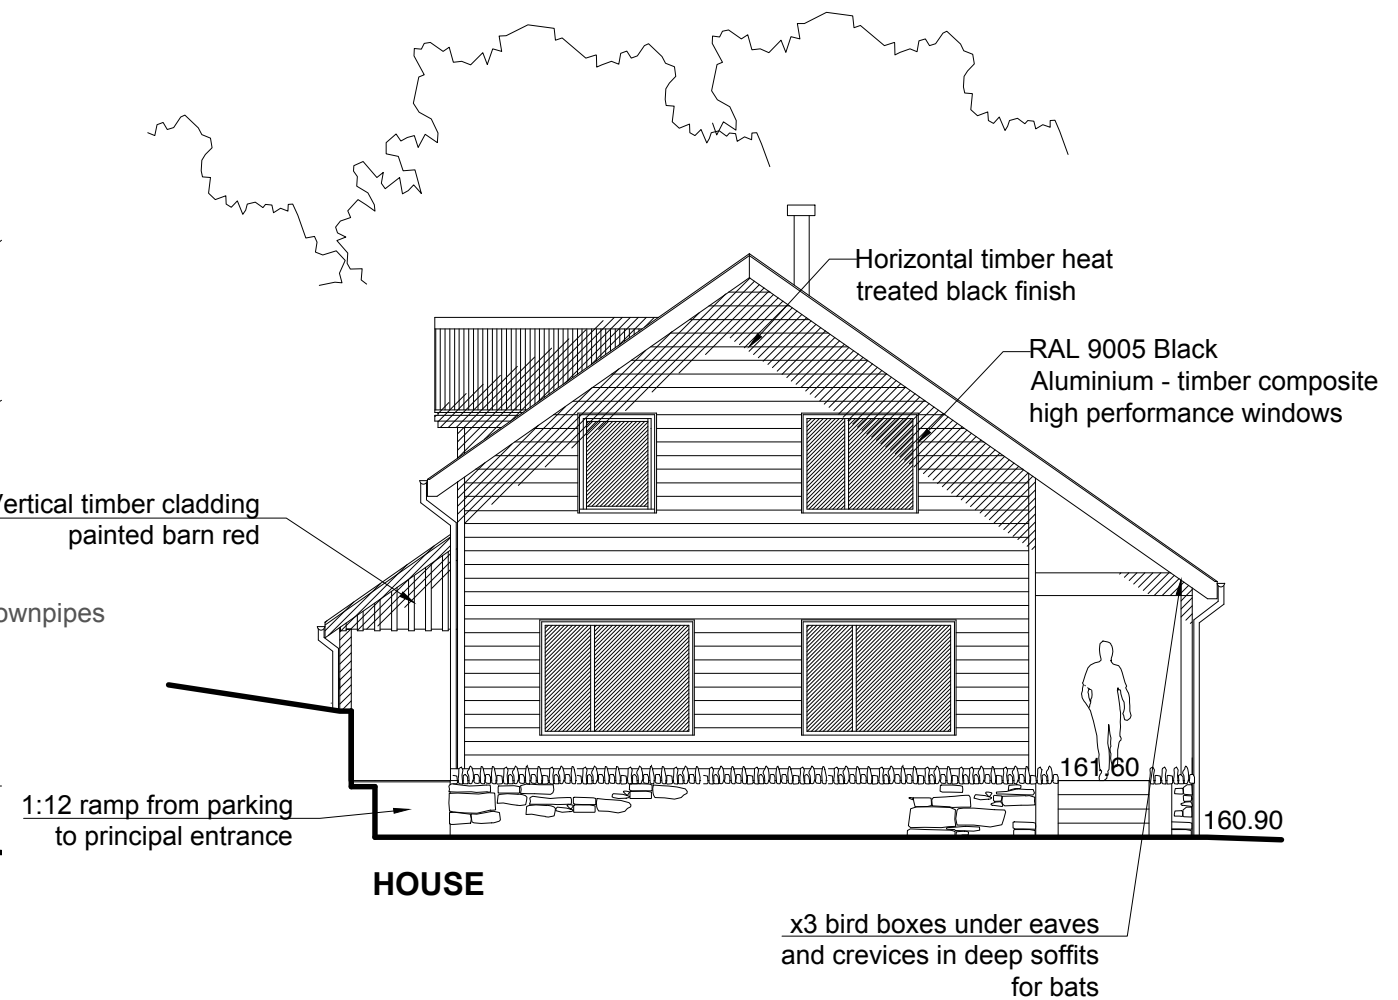 Horizontal timber heat
treated black finish
RAL 9005 Black
Aluminium - timber composite
high performance windows
Vertical timber cladding
painted barn red
ownpipes
161.60
1:12 ramp from parking
to principal entrance
160.90
HOUSE
x3 bird boxes under eaves
and crevices in deep soffits
for bats